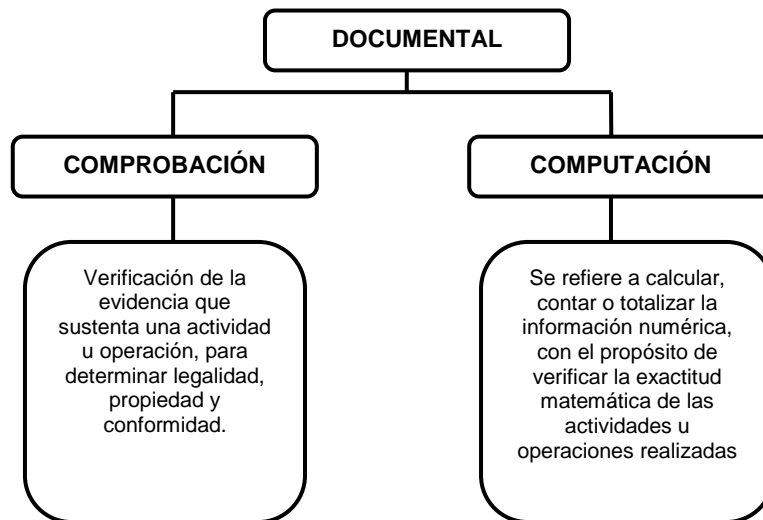 DOCUMENTAL
COMPROBACIÓN
COMPUTACIÓN
Verificación de la
evidencia que
sustenta una actividad
u operación, para
determinar legalidad,
propiedad y
conformidad.
Se refiere a calcular,
contar o totalizar la
información numérica,
con el propósito de
verificar la exactitud
matemática de las
actividades u
operaciones realizadas